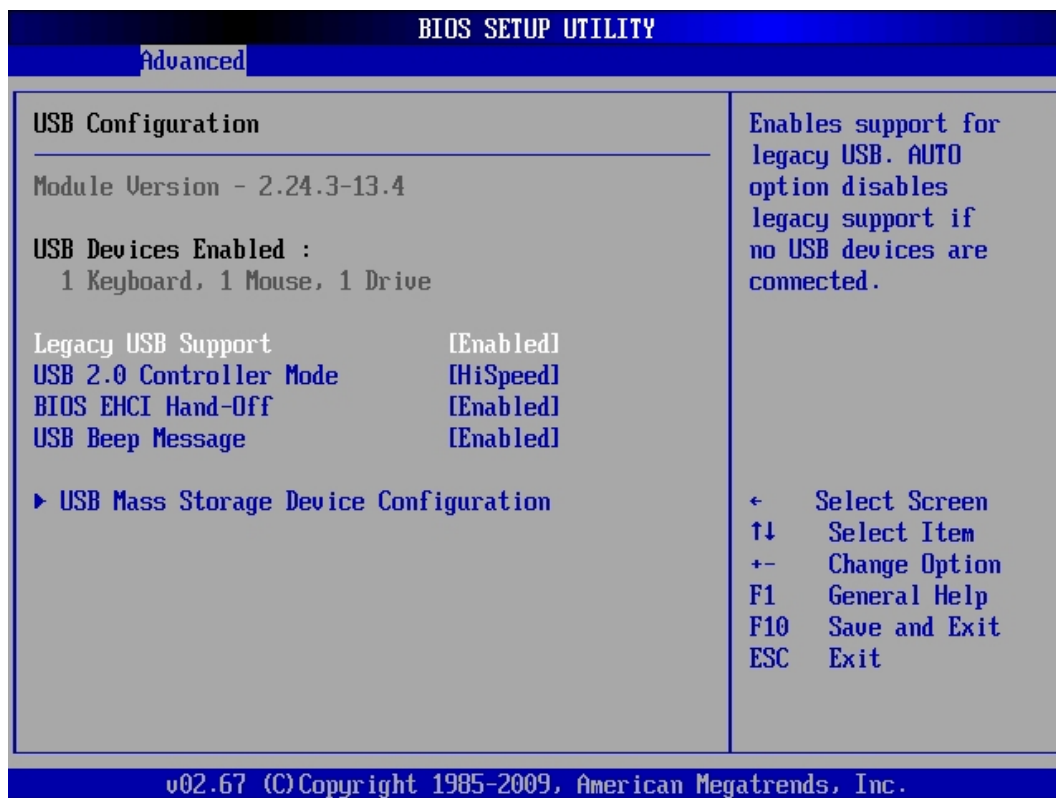 BIOS SETUP UTILITY
Advanced
USB Configuration
Module Version - 2.24.3-13.4
USB Devices Enabled :
1 Keyboard, 1 Mouse, 1 Drive
Legacy USB Support [Enabled]
USB 2.0 Controller Mode [HiSpeed]
BIOS EHCI Hand-Off [Enabled]
USB Beep Message [Enabled]
▶ USB Mass Storage Device Configuration
Enables support for
legacy USB. AUTO
option disables
legacy support if
no USB devices are
connected.
← Select Screen
↑↓ Select Item
+- Change Option
F1 General Help
F10 Save and Exit
ESC Exit
v02.67 (C)Copyright 1985-2009, American Megatrends, Inc.